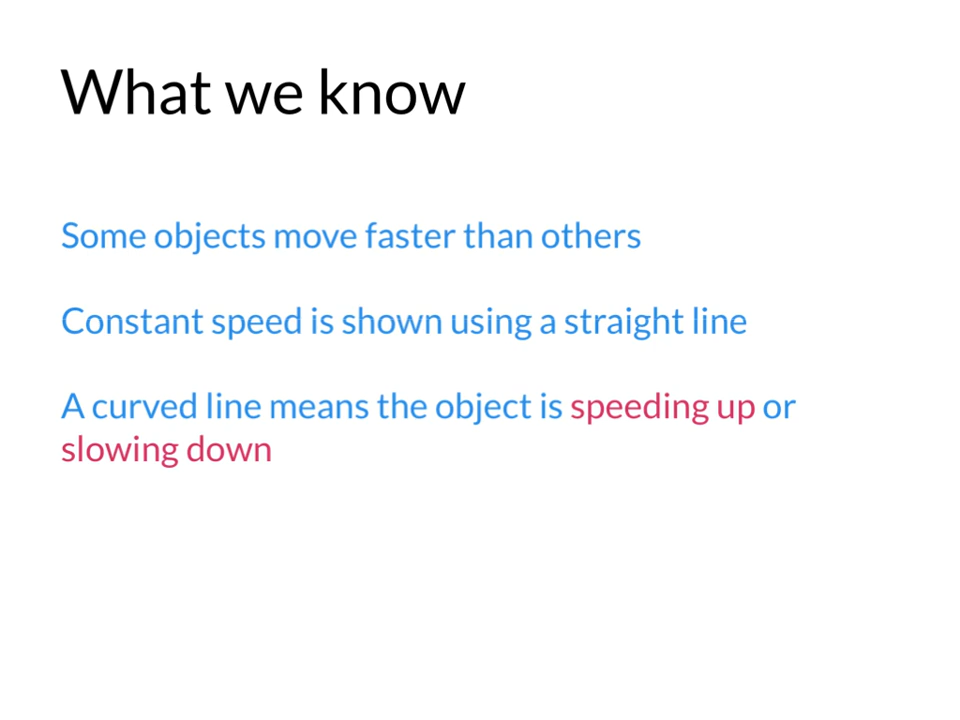 What we know
Some objects move faster than others
Constant speed is shown using a straight line
A curved line means the object is speeding up or
slowing down